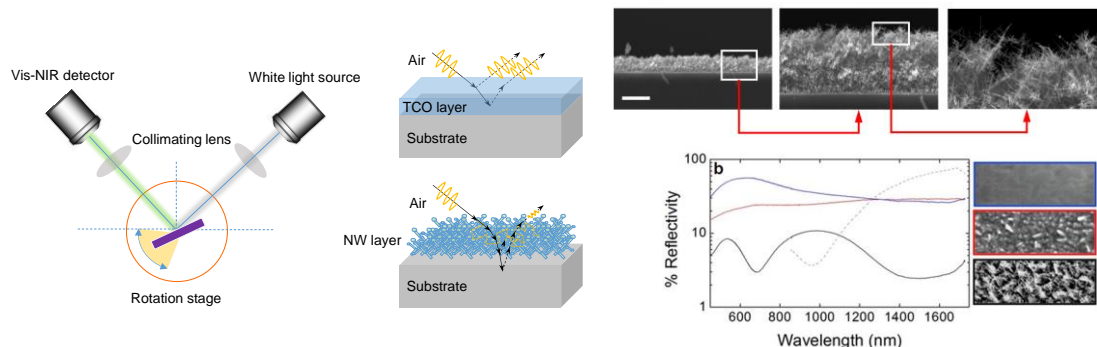 Vis-NIR detector
White light source
Collimating lens
Rotation stage
Air
TCO layer
Substrate
Air
NW layer
Substrate
b
% Reflectivity
100
10
1
600 800 1000 1200 1400 1600
Wavelength (nm)